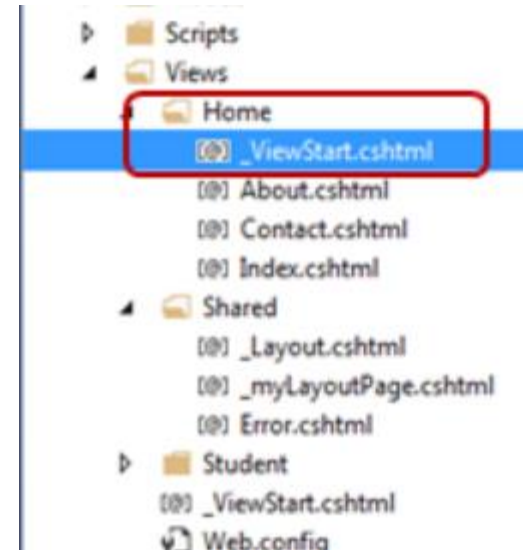 Scripts
Views
Home
[@] _ViewStart.cshtml
[@] About.cshtml
[@] Contact.cshtml
[@] Index.cshtml
Shared
[@] _Layout.cshtml
[@] _myLayoutPage.cshtml
[@] Error.cshtml
Student
[@] _ViewStart.cshtml
Web.config